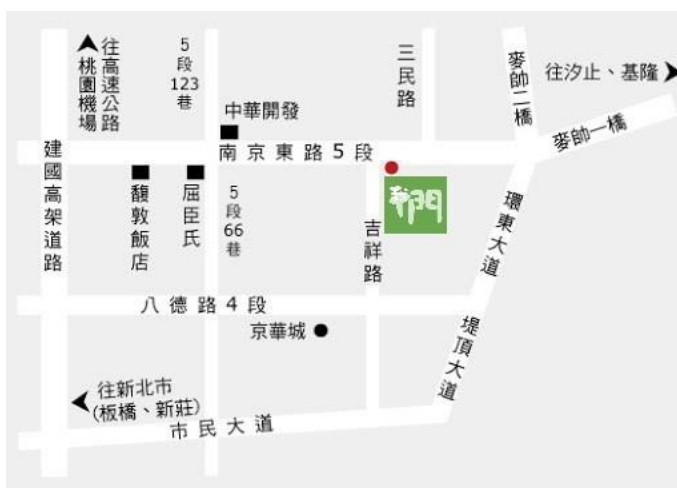 往高速公路
桃園機場
5段123巷
三民路
麥帥二橋
往汐止、基隆
中華開發
麥帥一橋
南京東路5段
建國高架道路
馥敦飯店
屈臣氏
5段66巷
吉祥路
環東大道
八德路4段
京華城
堤頂大道
往新北市
(板橋、新莊)
市民大道